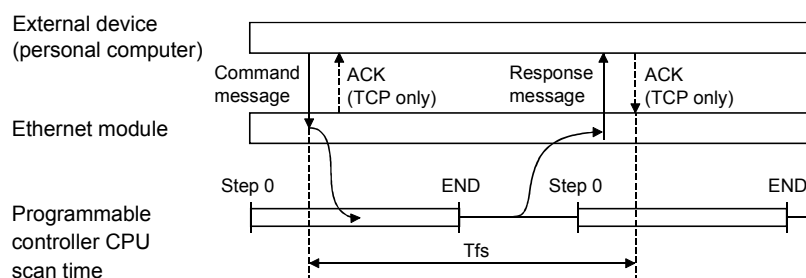 External device
(personal computer)
Command
message
ACK
(TCP only)
Response
message
ACK
(TCP only)
Ethernet module
Step 0
END
Step 0
END
Programmable
controller CPU
scan time
Tfs